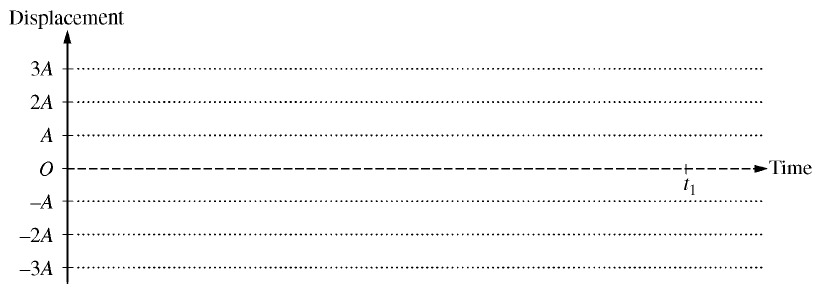 Displacement
3A
2A
A
O
Time
t₁
–A
–2A
–3A